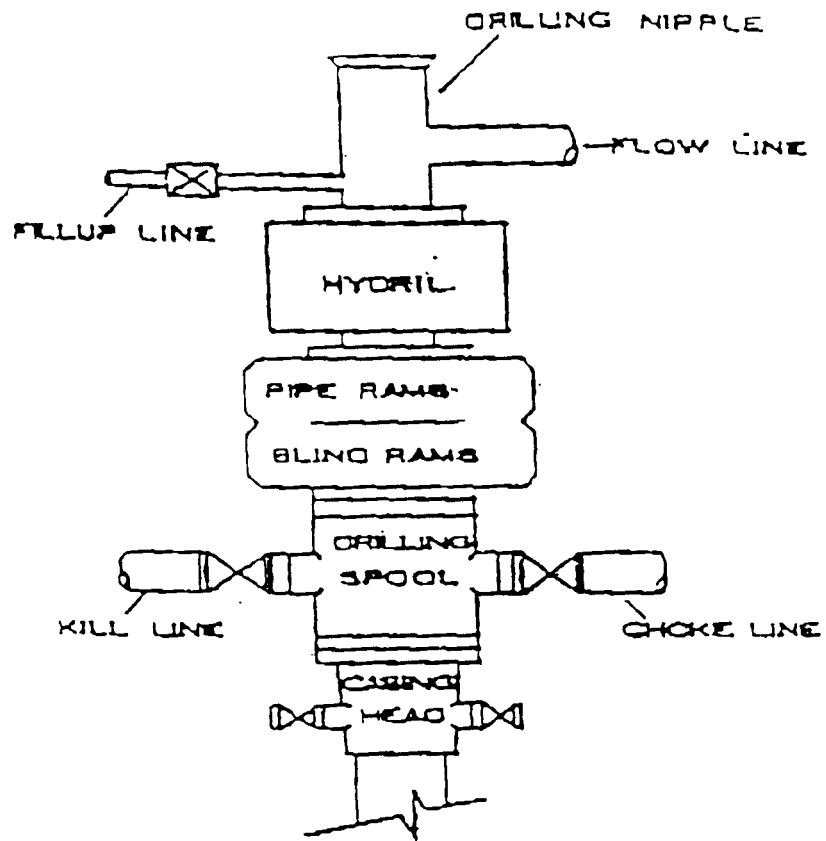 DRILLING NIPPLE
FLOW LINE
FILLUP LINE
HYDRIL
PIPE RAMS
BLIND RAMS
DRILLING
SPOOL
KILL LINE
CHOKE LINE
CASING
HEAD